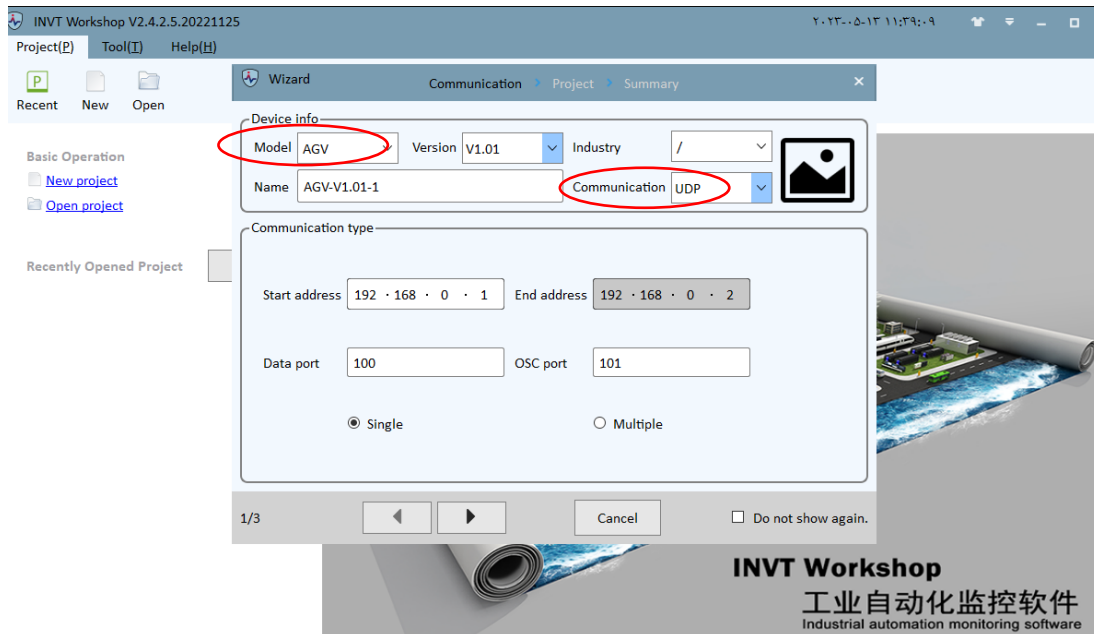 INVT Workshop V2.4.2.5.20221125
٢٠٢٣-٠٥-١٣ ١١:٣٩:٠٩
Project(P) Tool(T) Help(H)
Recent New Open
Wizard Communication > Project > Summary
Basic Operation
New project
Open project
Recently Opened Project
Device info
Model AGV Version V1.01 Industry /
Name AGV-V1.01-1 Communication UDP
Communication type
Start address 192 . 168 . 0 . 1 End address 192 . 168 . 0 . 2
Data port 100 OSC port 101
Single Multiple
1/3 Cancel Do not show again.
INVT Workshop
工业自动化监控软件
Industrial automation monitoring software